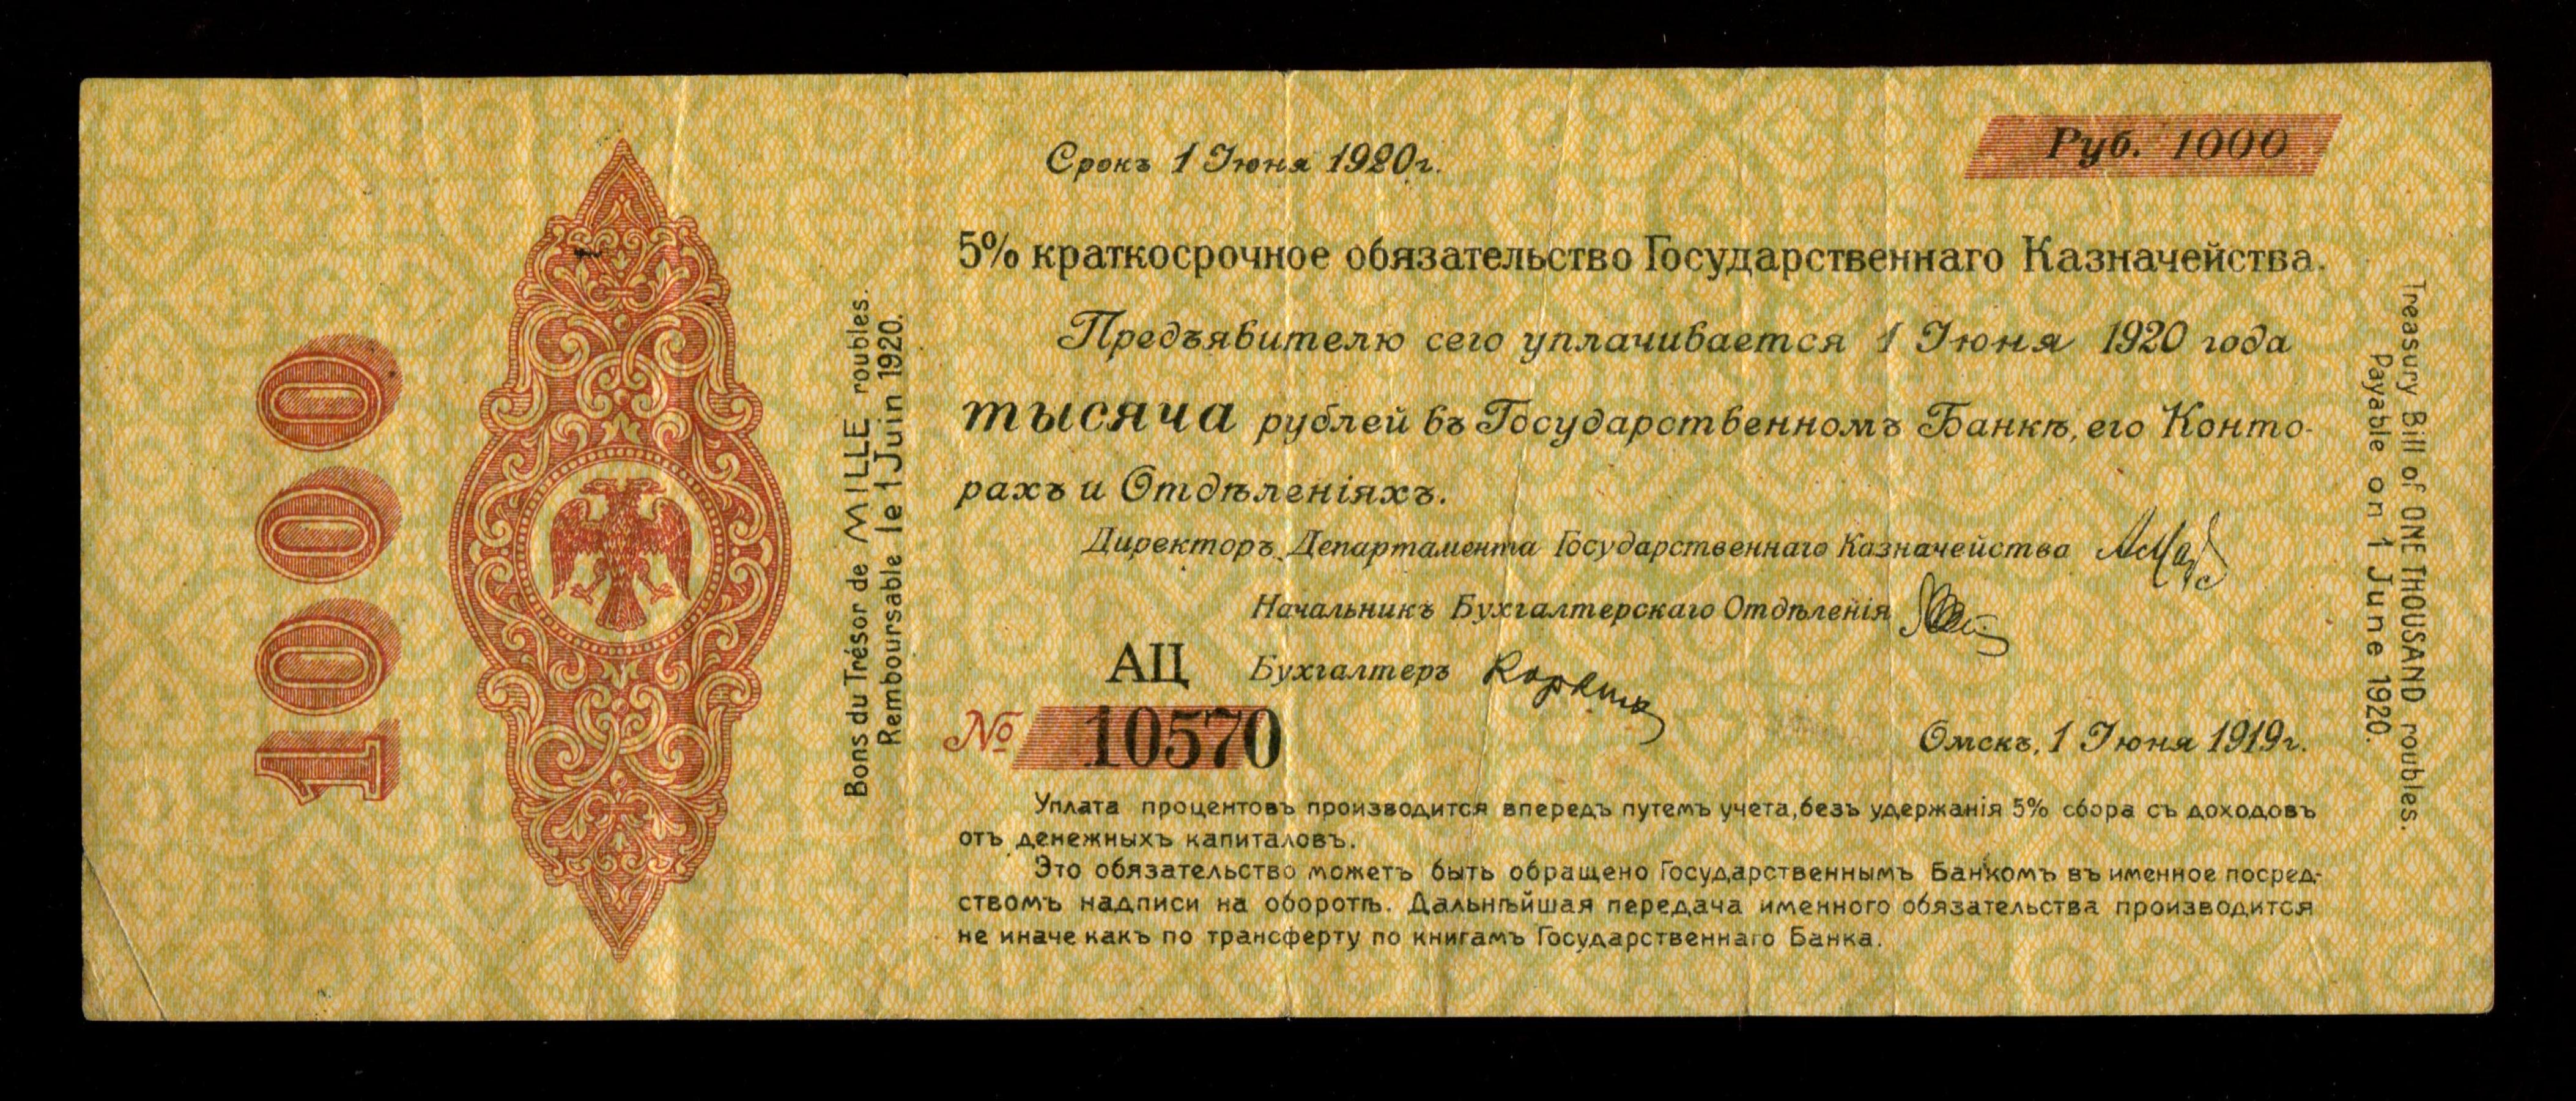 1000
Bons du Trésor de MILLE roubles.
Remboursable le 1 Juin 1920.
Срокъ 1 Июня 1920г.
Руб. 1000
5% краткосрочное обязательство Государственнаго Казначейства.
Предъявителю сего уплачивается 1 Июня 1920 года
тысяча рублей въ Государственномъ Банкѣ, его Конто-
рахъ и Отдѣленіяхъ.
Директоръ Департамента Государственнаго Казначейства
Начальникъ Бухгалтерскаго Отдѣленія
АЦ Бухгалтеръ
№ 10570
Омскъ, 1 Июня 1919г.
Уплата процентовъ производится впередъ путемъ учета, безъ удержанія 5% сбора съ доходовъ
отъ денежныхъ капиталовъ.
Это обязательство можетъ быть обращено Государственнымъ Банкомъ въ именное посред-
ствомъ надписи на оборотѣ. Дальнѣйшая передача именного обязательства производится
не иначе какъ по трансферту по книгамъ Государственнаго Банка.
Treasury Bill of ONE THOUSAND roubles.
Payable on 1 June 1920.